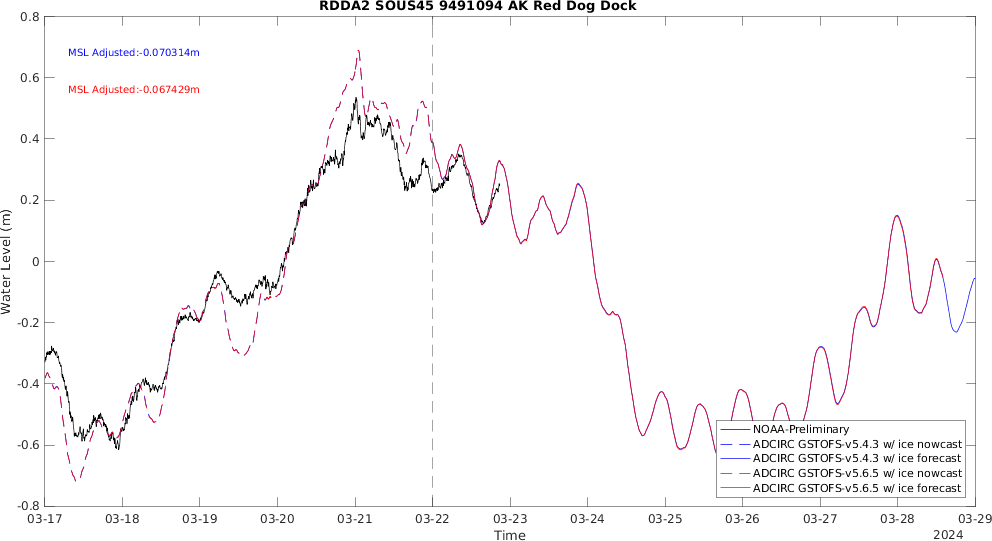 RDDA2 SOUS45 9491094 AK Red Dog Dock
0.8
MSL Adjusted:-0.070314m
0.6
MSL Adjusted:-0.067429m
0.4
0.2
0
-0.2
-0.4
-0.6
-0.8
Water Level (m)
NOAA-Preliminary
ADCIRC GSTOFS-v5.4.3 w/ ice nowcast
ADCIRC GSTOFS-v5.4.3 w/ ice forecast
ADCIRC GSTOFS-v5.6.5 w/ ice nowcast
ADCIRC GSTOFS-v5.6.5 w/ ice forecast
03-17 03-18 03-19 03-20 03-21 03-22 03-23 03-24 03-25 03-26 03-27 03-28 03-29
Time
2024